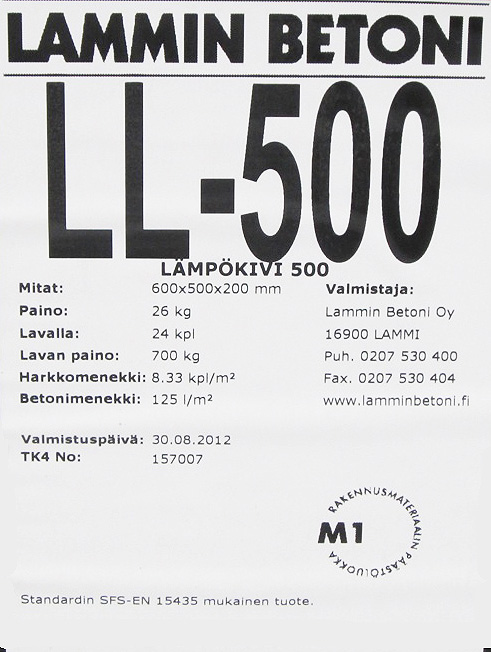 LAMMIN BETONI
LL-500
LÄMPÖKIVI 500
Mitat: 600x500x200 mm
Paino: 26 kg
Lavalla: 24 kpl
Lavan paino: 700 kg
Harkkomenekki: 8.33 kpl/m²
Betonimenekki: 125 l/m²
Valmistaja:
Lammin Betoni Oy
16900 LAMMI
Puh. 0207 530 400
Fax. 0207 530 404
www.lamminbetoni.fi
Valmistuspäivä: 30.08.2012
TK4 No: 157007
M1
RAKENNUSMATERIAALIN PÄÄSTÖLUOKKA
Standardin SFS-EN 15435 mukainen tuote.